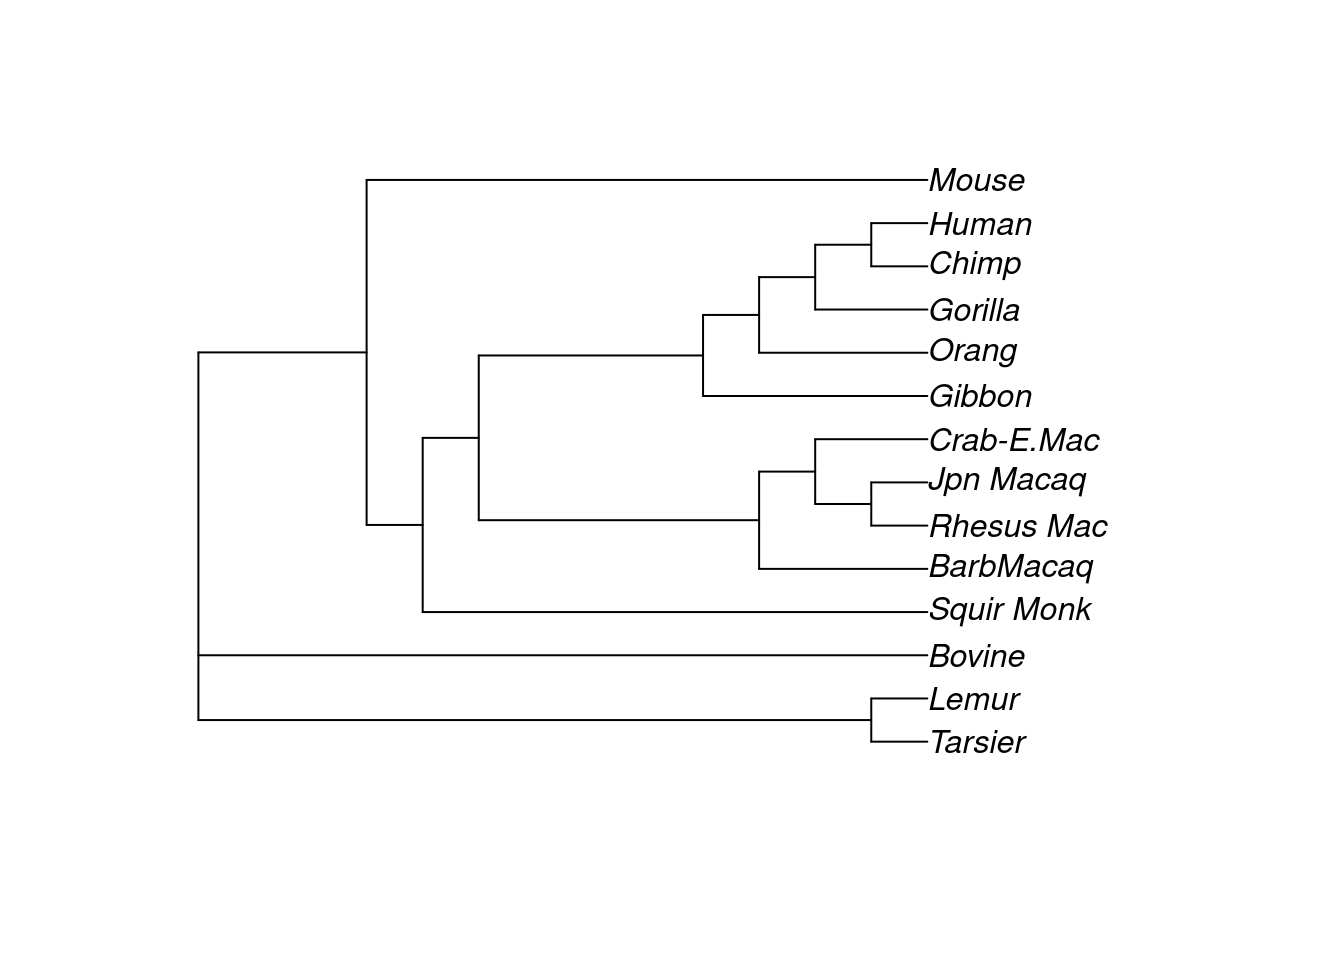 Mouse
Human
Chimp
Gorilla
Orang
Gibbon
Crab-E.Mac
Jpn Macaq
Rhesus Mac
BarbMacaq
Squir Monk
Bovine
Lemur
Tarsier